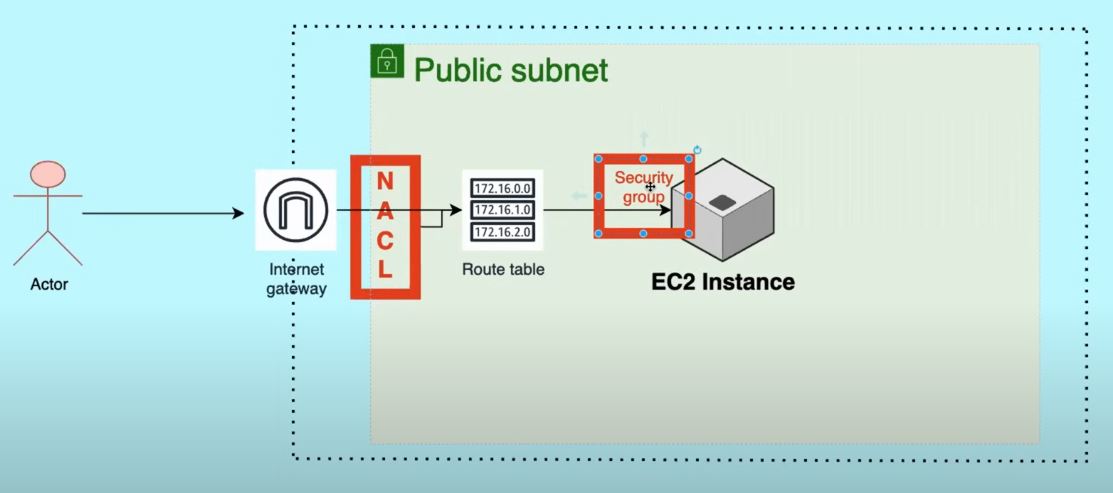 Public subnet
N
A
C
L
172.16.0.0
172.16.1.0
172.16.2.0
Security
group
Actor
Internet
gateway
Route table
EC2 Instance